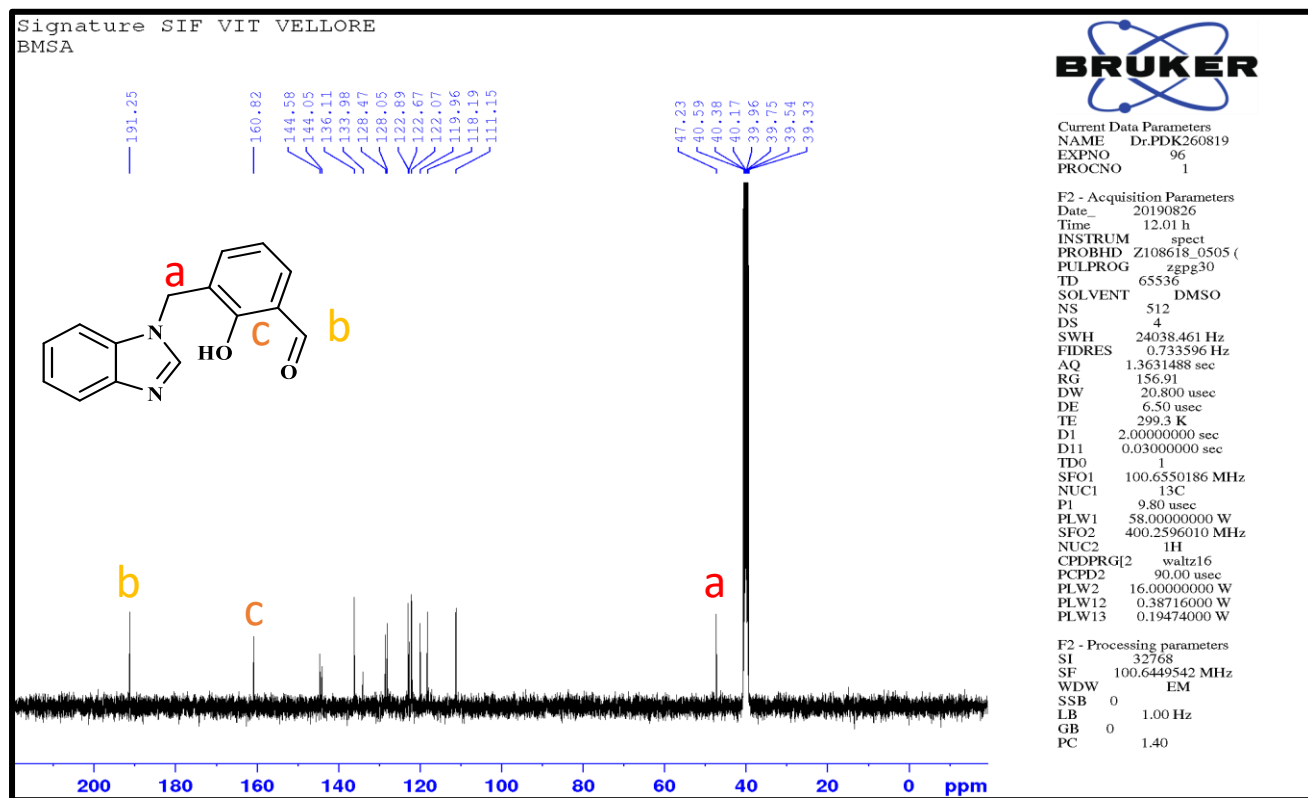 Signature SIF VIT VELLORE
BMSA
191.25
160.82
144.58
144.05
136.11
133.98
128.47
128.05
122.89
122.67
122.07
119.96
118.19
111.15
47.23
40.59
40.38
40.17
39.96
39.75
39.54
39.33
a
b
c
HO
O
N
N
b
c
a
200 180 160 140 120 100 80 60 40 20 0 ppm
BRUKER
Current Data Parameters
NAME Dr.PDK260819
EXPNO 96
PROCNO 1
F2 - Acquisition Parameters
Date_ 20190826
Time 12.01 h
INSTRUM spect
PROBHD Z108618_0505 (
PULPROG zgpg30
TD 65536
SOLVENT DMSO
NS 512
DS 4
SWH 24038.461 Hz
FIDRES 0.733596 Hz
AQ 1.3631488 sec
RG 156.91
DW 20.800 usec
DE 6.50 usec
TE 299.3 K
D1 2.00000000 sec
D11 0.03000000 sec
TD0 1
SFO1 100.6550186 MHz
NUC1 13C
P1 9.80 usec
PLW1 58.00000000 W
SFO2 400.2596010 MHz
NUC2 1H
CPDPRG[2 waltz16
PCPD2 90.00 usec
PLW2 16.00000000 W
PLW12 0.38716000 W
PLW13 0.19474000 W
F2 - Processing parameters
SI 32768
SF 100.6449542 MHz
WDW EM
SSB 0
LB 1.00 Hz
GB 0
PC 1.40